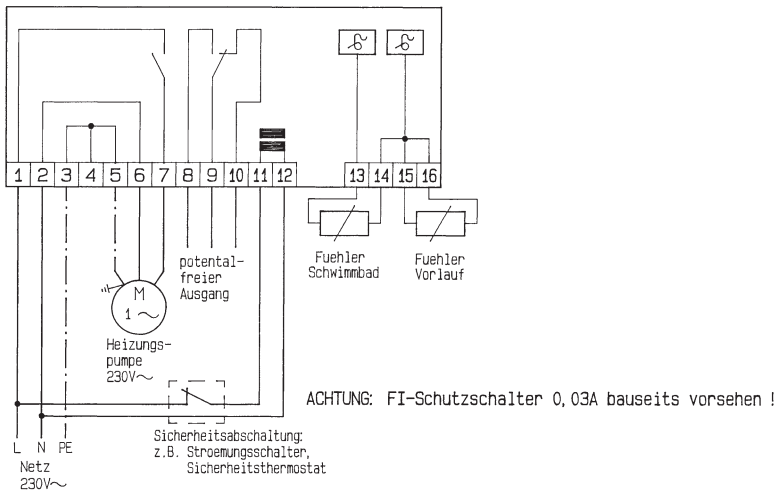 1 2 3 4 5 6 7 8 9 10 11 12 13 14 15 16
potental-
freier
Ausgang
Fuehler
Schwimmbad
Fuehler
Vorlauf
M
1 ~
Heizungs-
pumpe
230V~
ACHTUNG: FI-Schutzschalter 0,03A bauseits vorsehen !
Sicherheitsabschaltung:
z.B. Stroemungsschalter,
Sicherheitsthermostat
L N PE
Netz
230V~